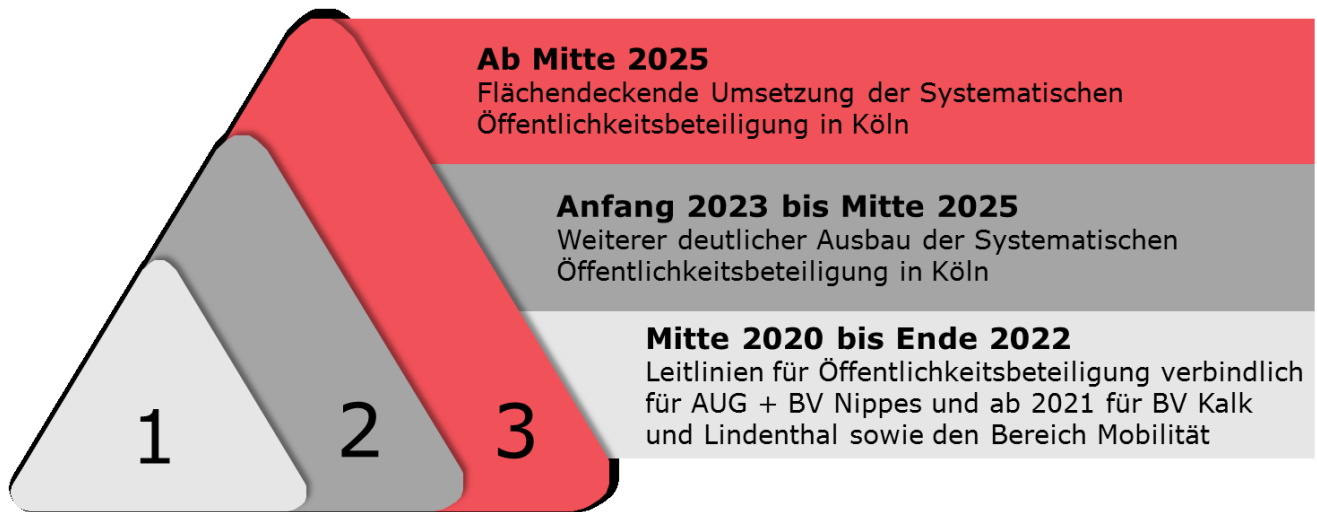 Ab Mitte 2025
Flächendeckende Umsetzung der Systematischen
Öffentlichkeitsbeteiligung in Köln
Anfang 2023 bis Mitte 2025
Weiterer deutlicher Ausbau der Systematischen
Öffentlichkeitsbeteiligung in Köln
Mitte 2020 bis Ende 2022
Leitlinien für Öffentlichkeitsbeteiligung verbindlich
für AUG + BV Nippes und ab 2021 für BV Kalk
und Lindenthal sowie den Bereich Mobilität
1
2
3